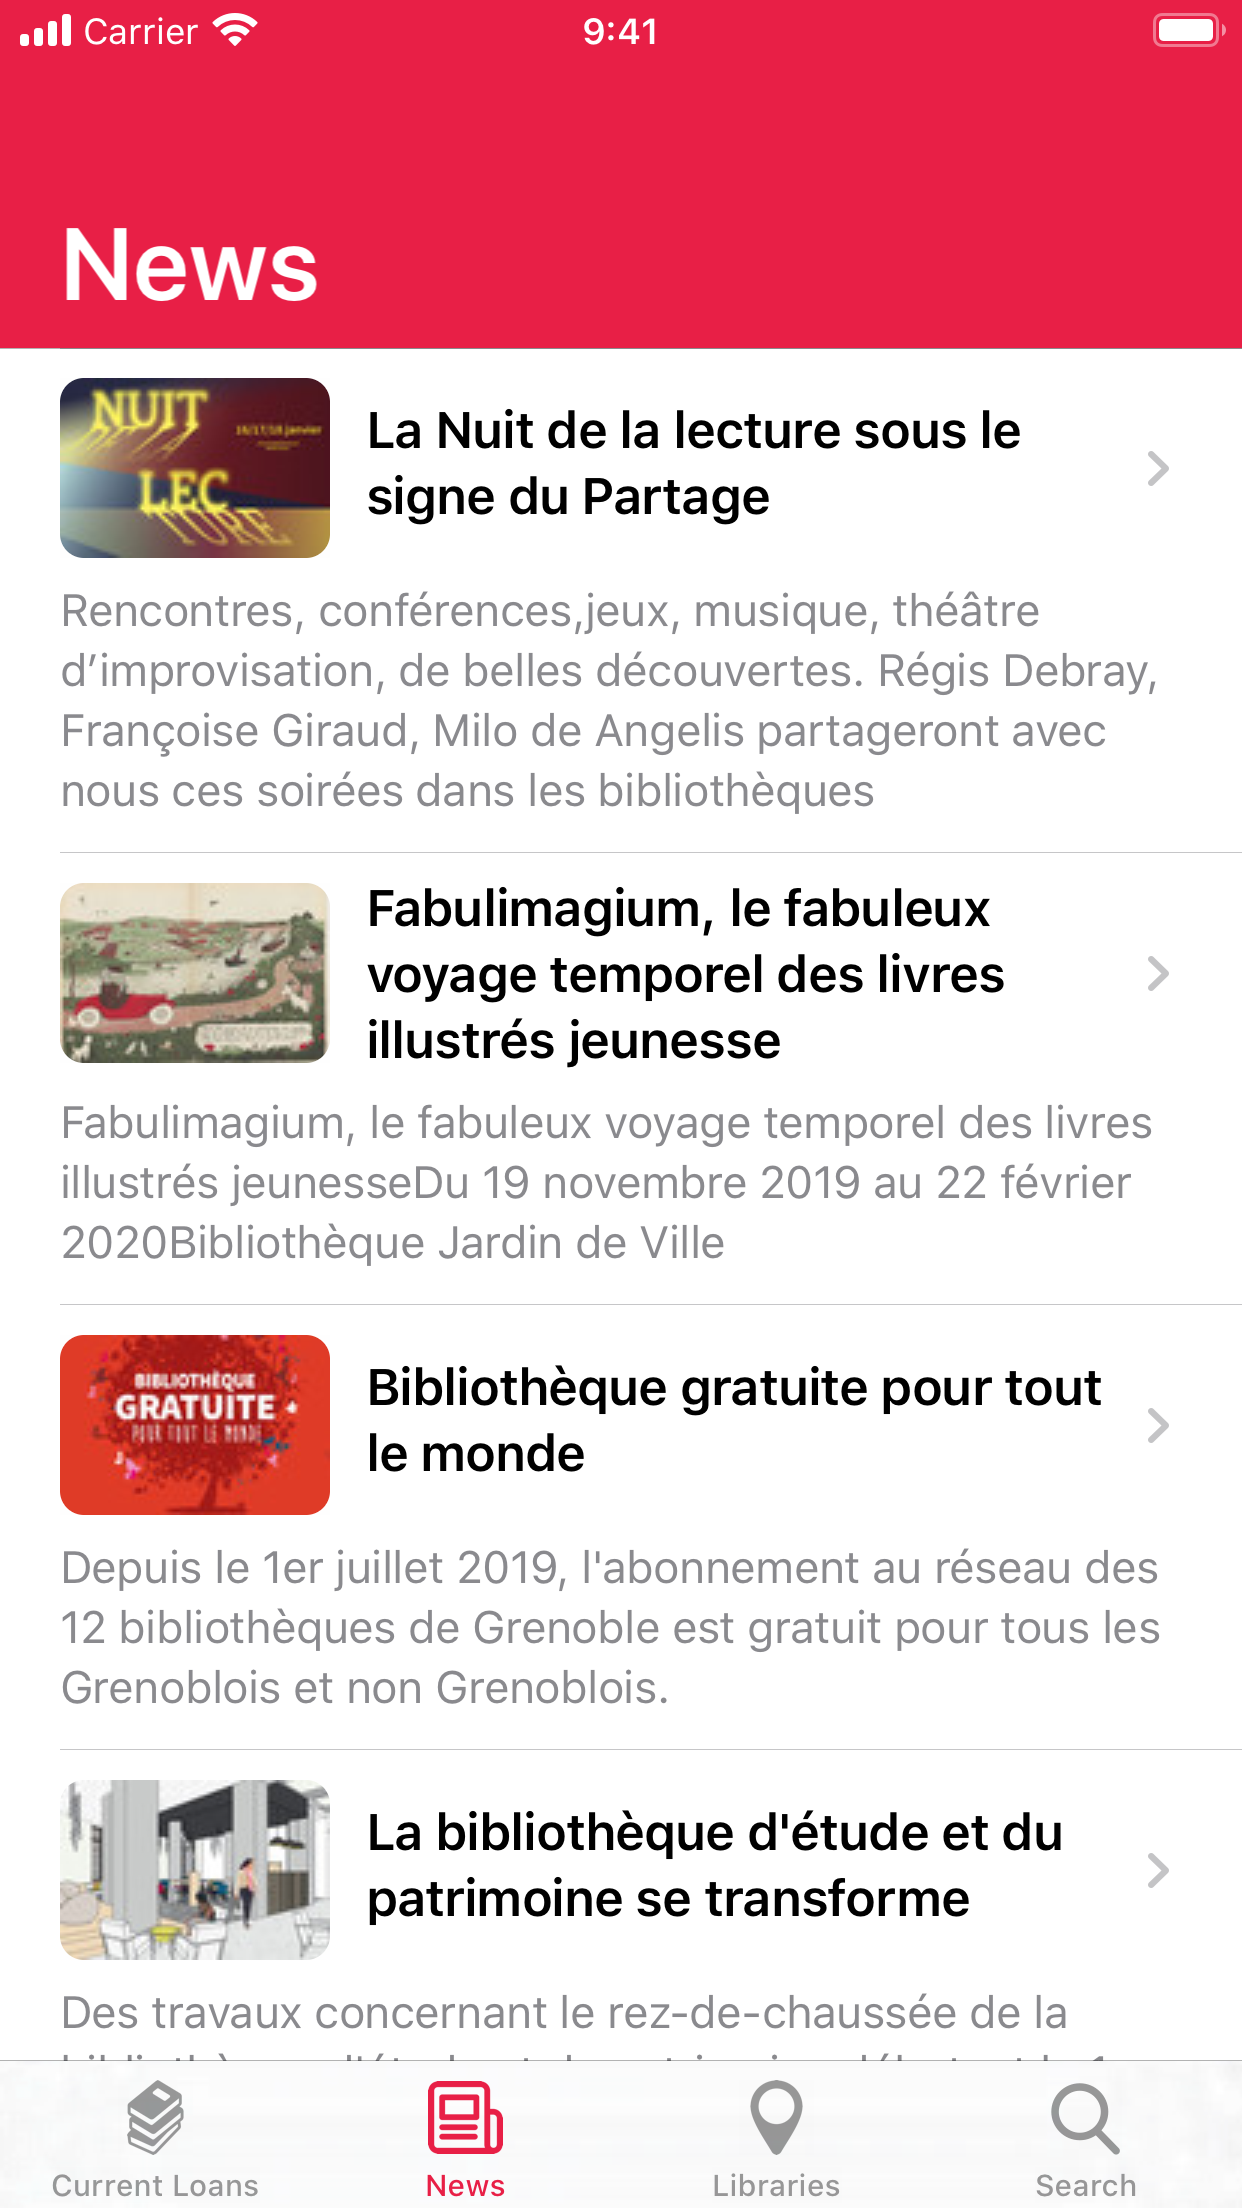 Carrier
9:41
News
NUIT
LEC
TURE
La Nuit de la lecture sous le
signe du Partage
Rencontres, conférences,jeux, musique, théâtre
d’improvisation, de belles découvertes. Régis Debray,
Françoise Giraud, Milo de Angelis partageront avec
nous ces soirées dans les bibliothèques
Fabulimagium, le fabuleux
voyage temporel des livres
illustrés jeunesse
Fabulimagium, le fabuleux voyage temporel des livres
illustrés jeunesseDu 19 novembre 2019 au 22 février
2020Bibliothèque Jardin de Ville
BIBLIOTHÈQUE
GRATUITE
POUR TOUT LE MONDE
Bibliothèque gratuite pour tout
le monde
Depuis le 1er juillet 2019, l'abonnement au réseau des
12 bibliothèques de Grenoble est gratuit pour tous les
Grenoblois et non Grenoblois.
La bibliothèque d'étude et du
patrimoine se transforme
Des travaux concernant le rez-de-chaussée de la
Current Loans
News
Libraries
Search